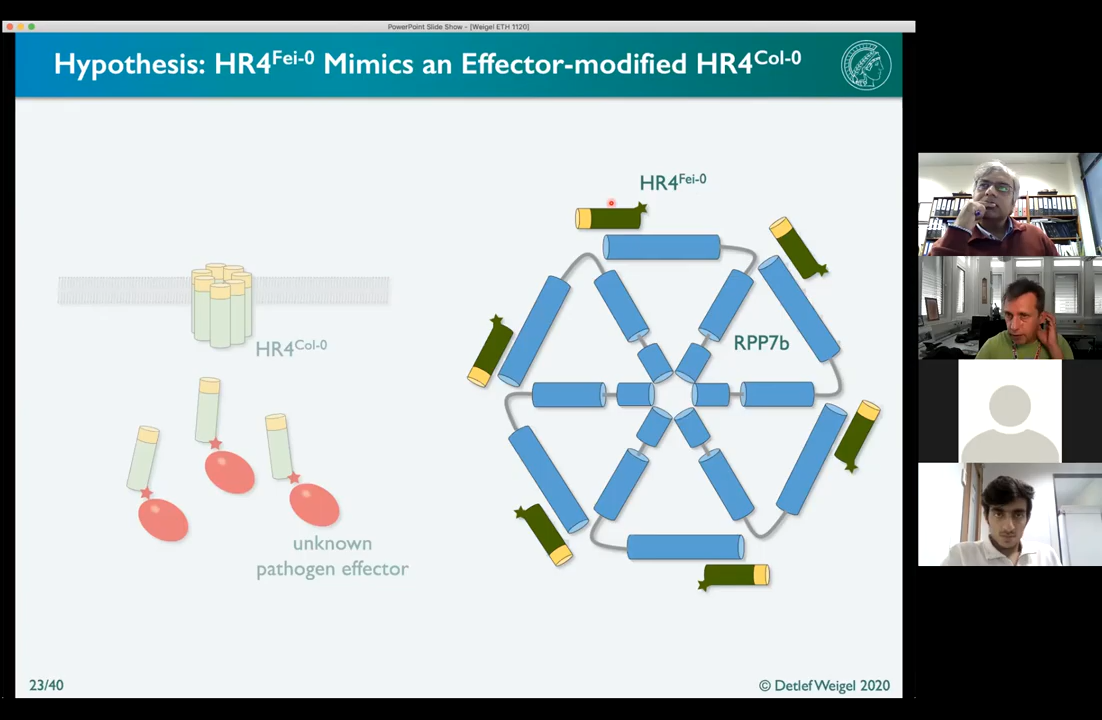 PowerPoint Slide Show - [Weigel ETH 1120]
Hypothesis: HR4Fei-0 Mimics an Effector-modified HR4Col-0
HR4Fei-0
RPP7b
HR4Col-0
unknown
pathogen effector
23/40
© Detlef Weigel 2020